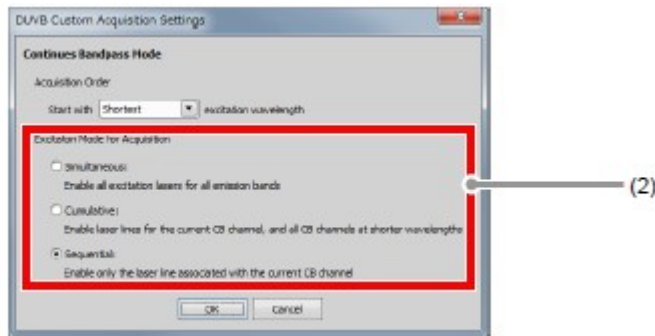 DUVB Custom Acquisition Settings
Continues Bandpass Mode
Acquisition Order
Start with Shortest excitation wavelength
Excitation Mode for Acquisition
Simultaneous:
Enable all excitation lasers for all emission bands
Cumulative:
Enable laser lines for the current CB channel, and all CB channels at shorter wavelengths
Sequential:
Enable only the laser line associated with the current CB channel
OK Cancel
(2)